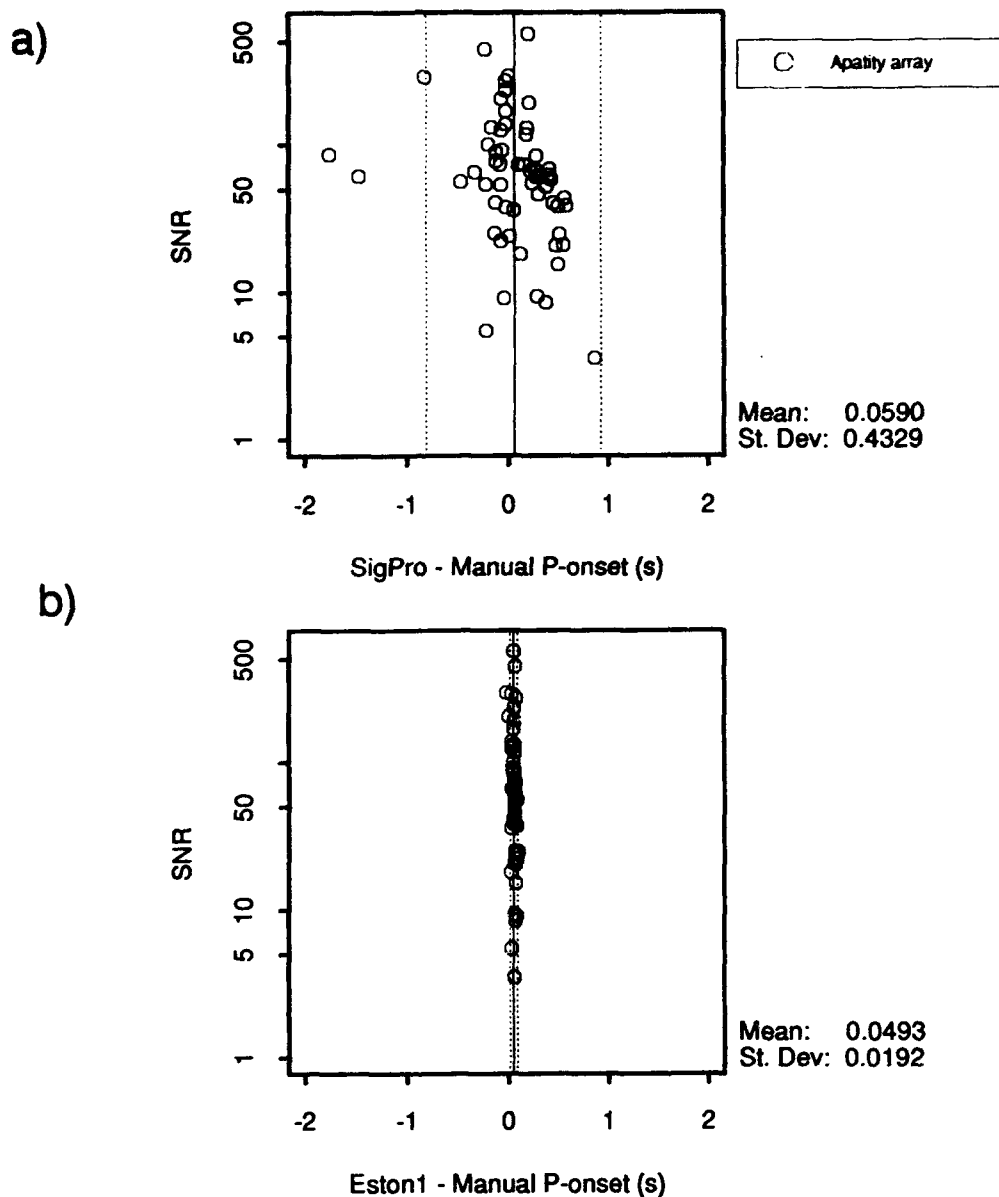 a)
500
50
10
5
1
SNR
Apatity array
Mean: 0.0590
St. Dev: 0.4329
-2 -1 0 1 2
SigPro - Manual P-onset (s)
b)
500
50
10
5
1
SNR
Mean: 0.0493
St. Dev: 0.0192
-2 -1 0 1 2
Eston1 - Manual P-onset (s)